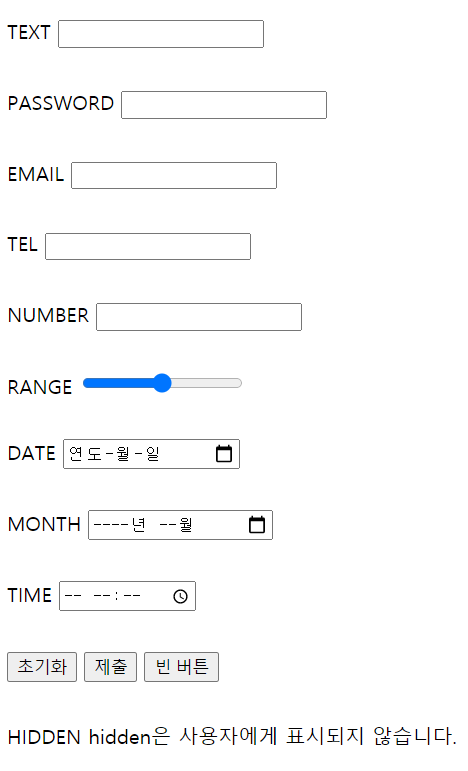 TEXT
PASSWORD
EMAIL
TEL
NUMBER
RANGE
DATE 연도-월-일
MONTH ----년 --월
TIME -- --:--
초기화 제출 빈 버튼
HIDDEN hidden은 사용자에게 표시되지 않습니다.